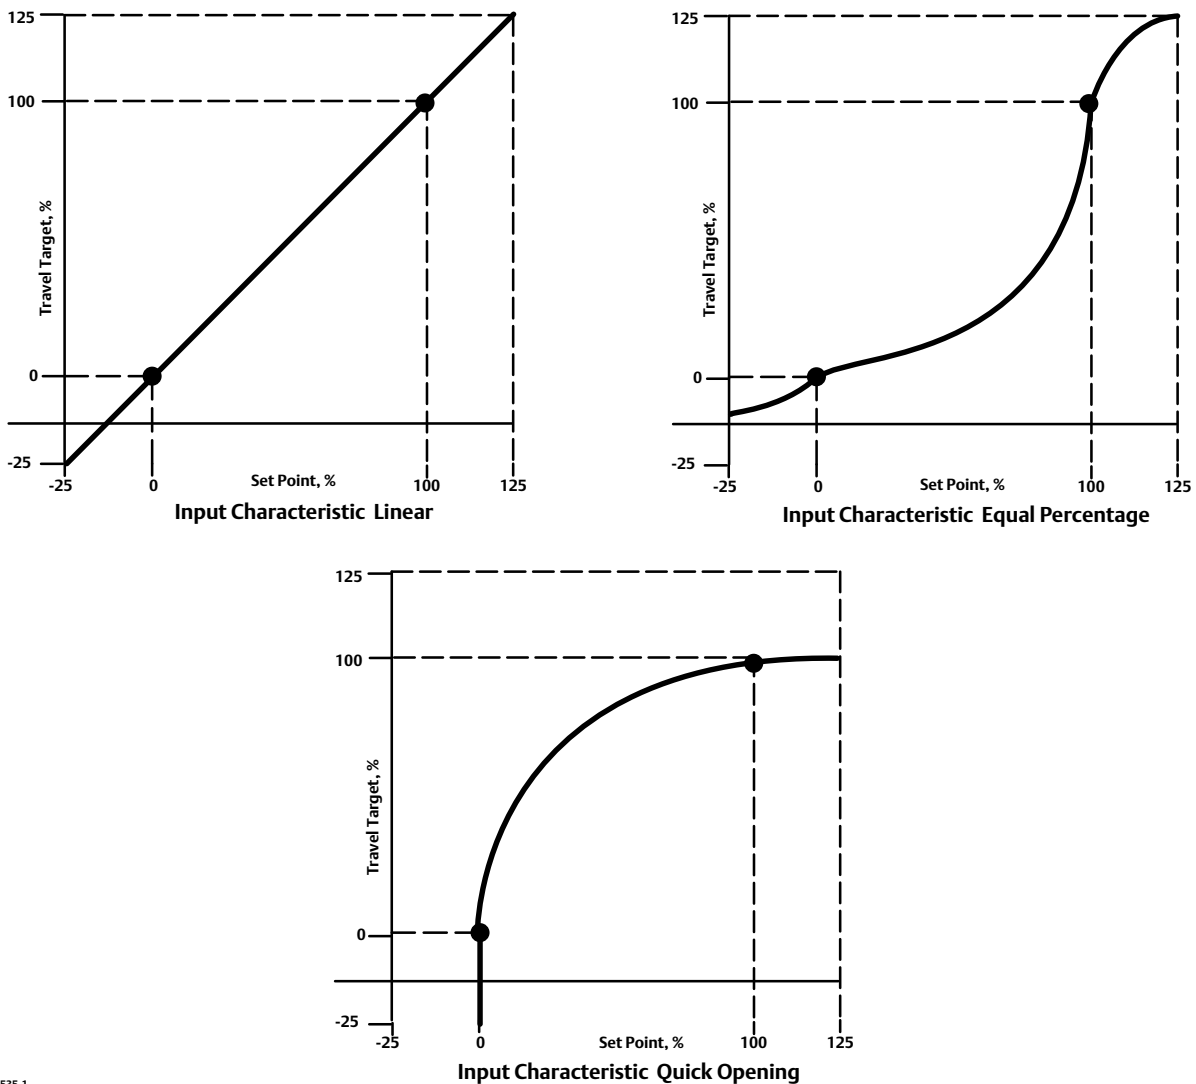 125
100
Travel Target, %
0
-25
-25 0 Set Point, % 100 125
Input Characteristic Linear
125
100
Travel Target, %
0
-25
-25 0 Set Point, % 100 125
Input Characteristic Equal Percentage
125
100
Travel Target, %
0
-25
-25 0 Set Point, % 100 125
Input Characteristic Quick Opening